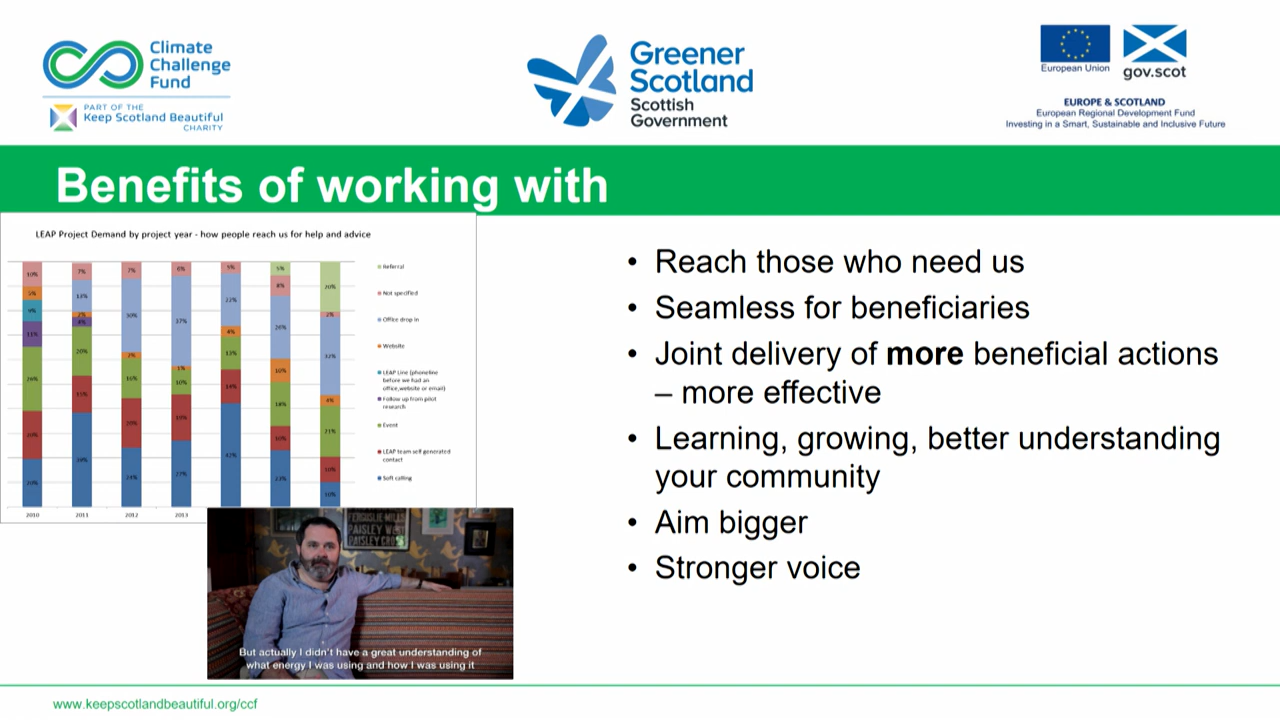 Climate
Challenge
Fund
PART OF THE
Keep Scotland Beautiful
CHARITY
Greener
Scotland
Scottish
Government
European Union
gov.scot
EUROPE & SCOTLAND
European Regional Development Fund
Investing in a Smart, Sustainable and Inclusive Future
Benefits of working with
LEAP Project Demand by project year - how people reach us for help and advice
Referral
Not specified
Office drop in
Website
LEAP Line (phoneline
before we had an
office,website or email)
Follow up from pilot
research
Event
LEAP team self generated
contact
2010
2011
2012
2013
• Reach those who need us
• Seamless for beneficiaries
• Joint delivery of more beneficial actions
– more effective
• Learning, growing, better understanding
your community
• Aim bigger
• Stronger voice
PAISLEY WEST
PAISLEY CROSS
But actually I didn't have a great understanding of
what energy I was using and how I was using it
www.keepscotlandbeautiful.org/ccf